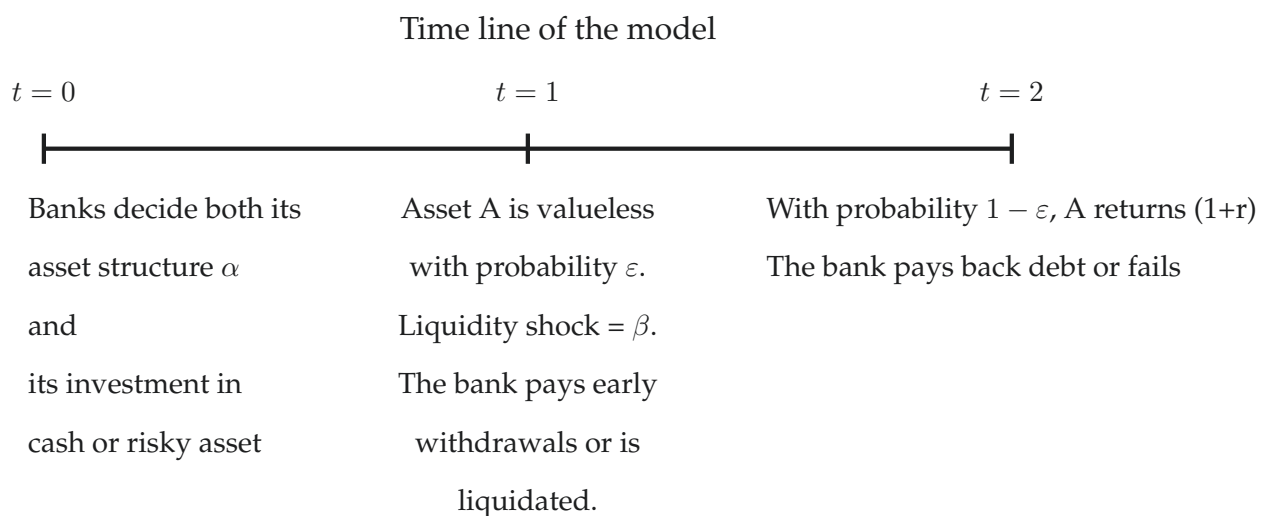 Time line of the model
t = 0
t = 1
t = 2
Banks decide both its
asset structure α
and
its investment in
cash or risky asset
Asset A is valueless
with probability ε.
Liquidity shock = β.
The bank pays early
withdrawals or is
liquidated.
With probability 1 − ε, A returns (1+r)
The bank pays back debt or fails